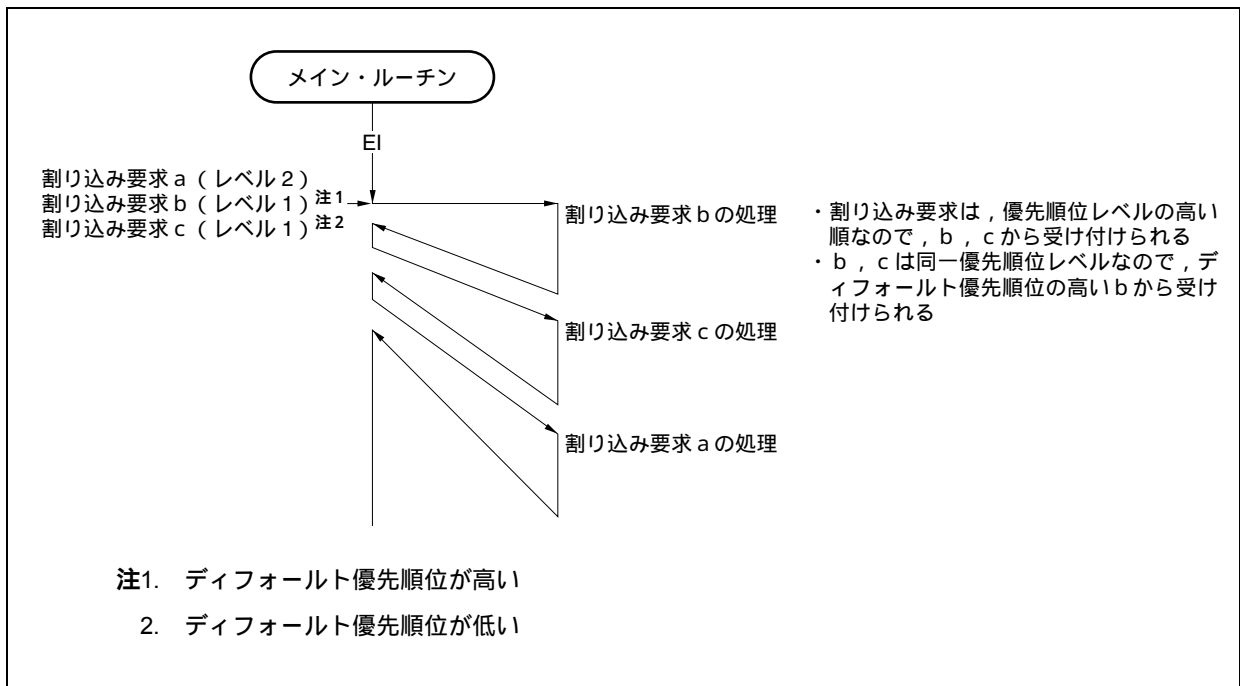 メイン・ルーチン
EI
割り込み要求a（レベル2）
割り込み要求b（レベル1）注1
割り込み要求c（レベル1）注2
割り込み要求bの処理
・割り込み要求は，優先順位レベルの高い
順なので，b，cから受け付けられる
・b，cは同一優先順位レベルなので，デ
ィフォールト優先順位の高いbから受け
付けられる
割り込み要求cの処理
割り込み要求aの処理
注1. ディフォールト優先順位が高い
2. ディフォールト優先順位が低い